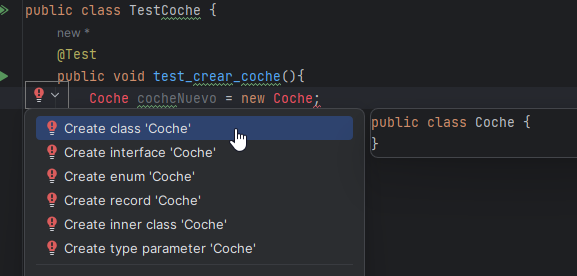 public class TestCoche {
new *
@Test
public void test_crear_coche(){
Coche cocheNuevo = new Coche;
Create class 'Coche'
Create interface 'Coche'
Create enum 'Coche'
Create record 'Coche'
Create inner class 'Coche'
Create type parameter 'Coche'
public class Coche {
}